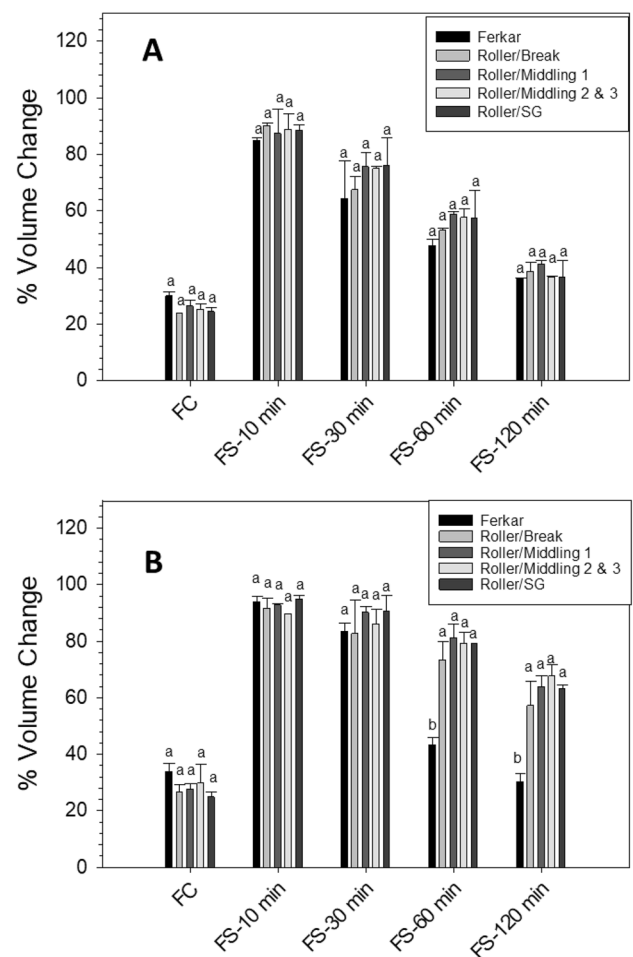 A
% Volume Change
120
100
80
60
40
20
0
Ferkar
Roller/Break
Roller/Middling 1
Roller/Middling 2 & 3
Roller/SG
a a a a a
a a a a a
a a a a a
a a a a a
a a a a a
FC
FS-10 min
FS-30 min
FS-60 min
FS-120 min
B
% Volume Change
120
100
80
60
40
20
0
Ferkar
Roller/Break
Roller/Middling 1
Roller/Middling 2 & 3
Roller/SG
a a a a a
a a a a a
a a a a a
b a a a a
b a a a a
FC
FS-10 min
FS-30 min
FS-60 min
FS-120 min